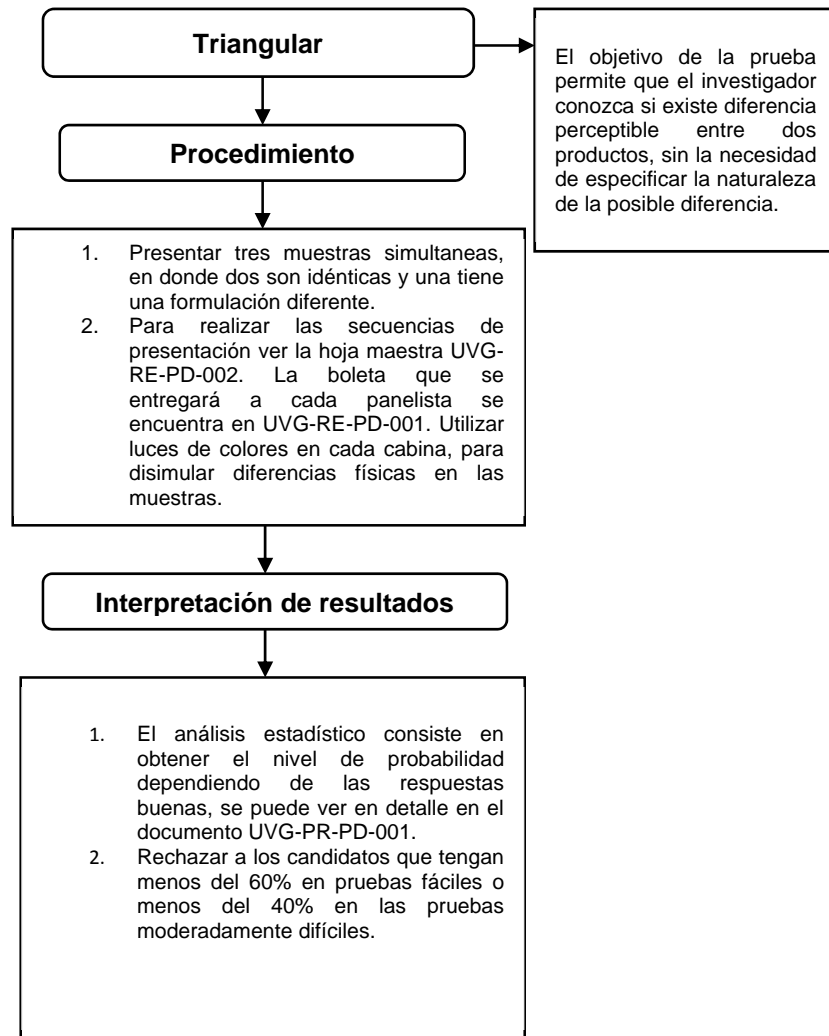 Triangular
El objetivo de la prueba
permite que el investigador
conozca si existe diferencia
perceptible entre dos
productos, sin la necesidad
de especificar la naturaleza
de la posible diferencia.
Procedimiento
1. Presentar tres muestras simultaneas,
en donde dos son idénticas y una tiene
una formulación diferente.
2. Para realizar las secuencias de
presentación ver la hoja maestra UVG-
RE-PD-002. La boleta que se
entregará a cada panelista se
encuentra en UVG-RE-PD-001. Utilizar
luces de colores en cada cabina, para
disimular diferencias físicas en las
muestras.
Interpretación de resultados
1. El análisis estadístico consiste en
obtener el nivel de probabilidad
dependiendo de las respuestas
buenas, se puede ver en detalle en el
documento UVG-PR-PD-001.
2. Rechazar a los candidatos que tengan
menos del 60% en pruebas fáciles o
menos del 40% en las pruebas
moderadamente difíciles.